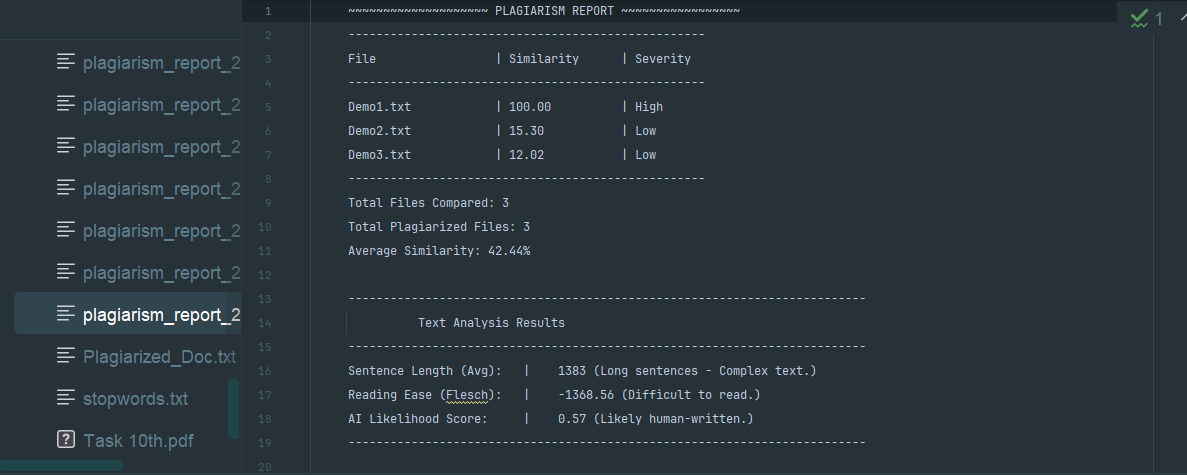 plagiarism_report_2
plagiarism_report_2
plagiarism_report_2
plagiarism_report_2
plagiarism_report_2
plagiarism_report_2
plagiarism_report_2
Plagiarized_Doc.txt
stopwords.txt
? Task 10th.pdf
1 ~~~~~~~~~~~~~~~~~~~~ PLAGIARISM REPORT ~~~~~~~~~~~~~~~~~
2 ---------------------------------------------------
3 File | Similarity | Severity
4 ---------------------------------------------------
5 Demo1.txt | 100.00 | High
6 Demo2.txt | 15.30 | Low
7 Demo3.txt | 12.02 | Low
8 ---------------------------------------------------
9 Total Files Compared: 3
10 Total Plagiarized Files: 3
11 Average Similarity: 42.44%
12
13 --------------------------------------------------------------------------
14 Text Analysis Results
15 --------------------------------------------------------------------------
16 Sentence Length (Avg): | 1383 (Long sentences - Complex text.)
17 Reading Ease (Flesch): | -1368.56 (Difficult to read.)
18 AI Likelihood Score: | 0.57 (Likely human-written.)
19 --------------------------------------------------------------------------
20
1